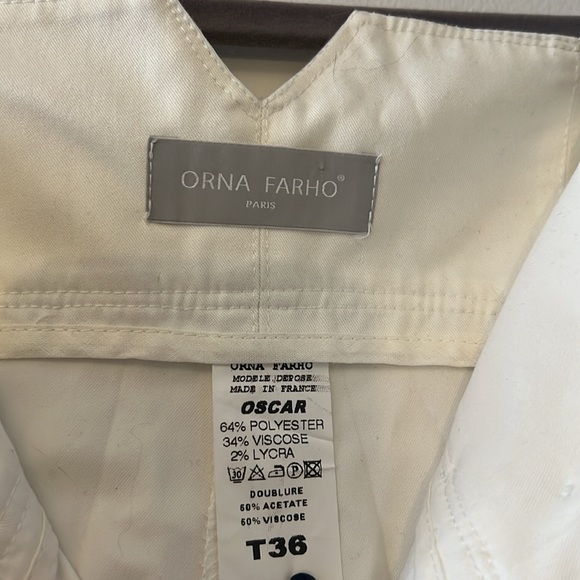 ORNA FARHO®
PARIS
ORNA FARHO
MODELE DEPOSE
MADE IN FRANCE
OSCAR
64% POLYESTER
34% VISCOSE
2% LYCRA
30 P
DOUBLURE
60% ACETATE
60% VISCOSE
T36